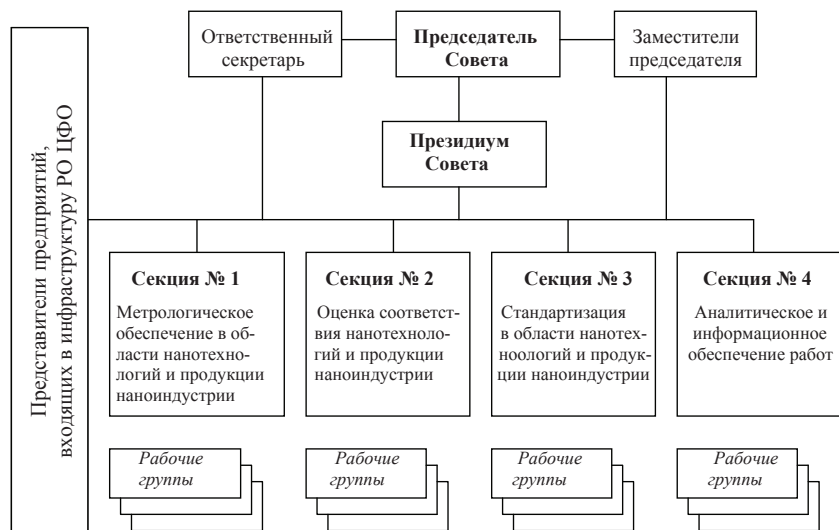 Представители предприятий,
входящих в инфраструктуру РО ЦФО
Ответственный
секретарь
Председатель
Совета
Заместители
председателя
Президиум
Совета
Секция № 1
Метрологическое
обеспечение в об-
ласти нанотехно-
логий и продукции
наноиндустрии
Секция № 2
Оценка соответст-
вия нанотехноло-
гий и продукции
наноиндустрии
Секция № 3
Стандартизация
в области нанотех-
ноологий и продук-
ции наноиндустрии
Секция № 4
Аналитическое и
информационное
обеспечение работ
Рабочие
группы
Рабочие
группы
Рабочие
группы
Рабочие
группы